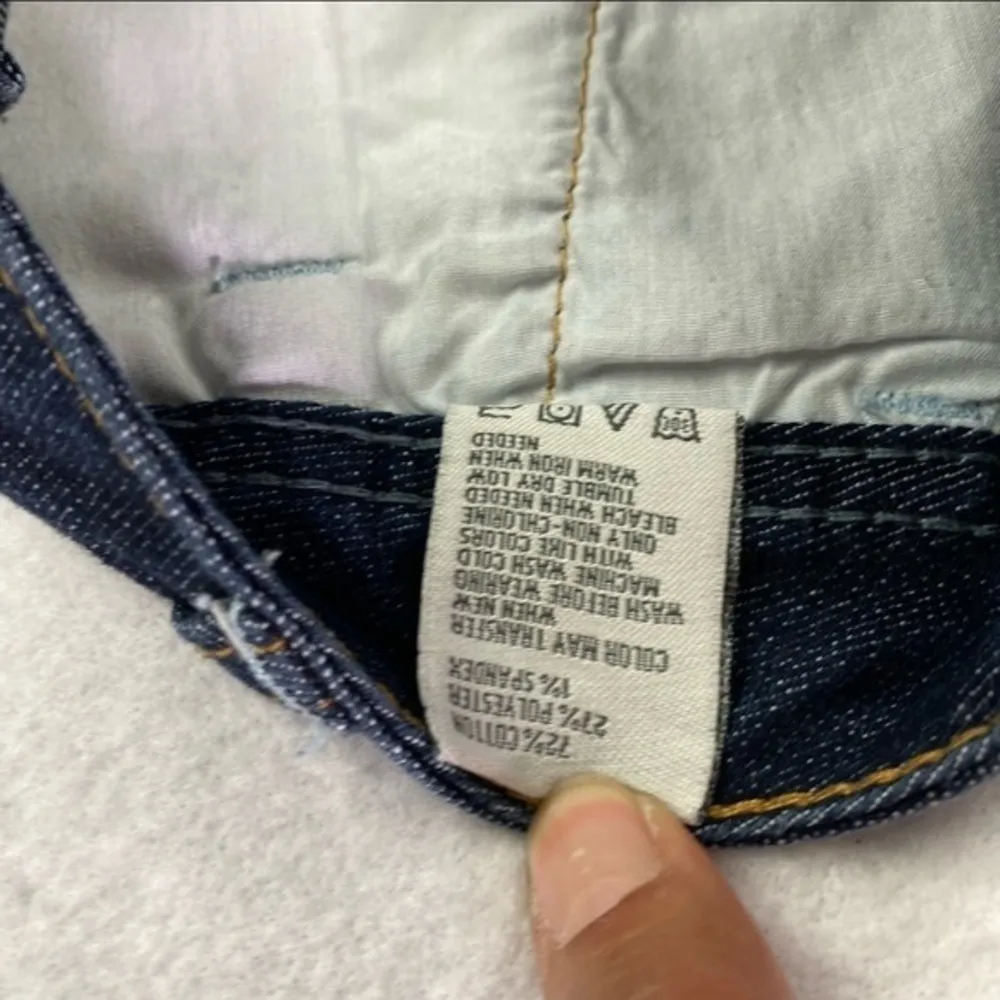 72% COTTON
27% POLYESTER
1% SPANDEX
COLOR MAY TRANSFER
WHEN NEW
WASH BEFORE WEARING
MACHINE WASH COLD
WITH LIKE COLORS
ONLY NON-CHLORINE
BLEACH WHEN NEEDED
TUMBLE DRY LOW
WARM IRON WHEN
NEEDED